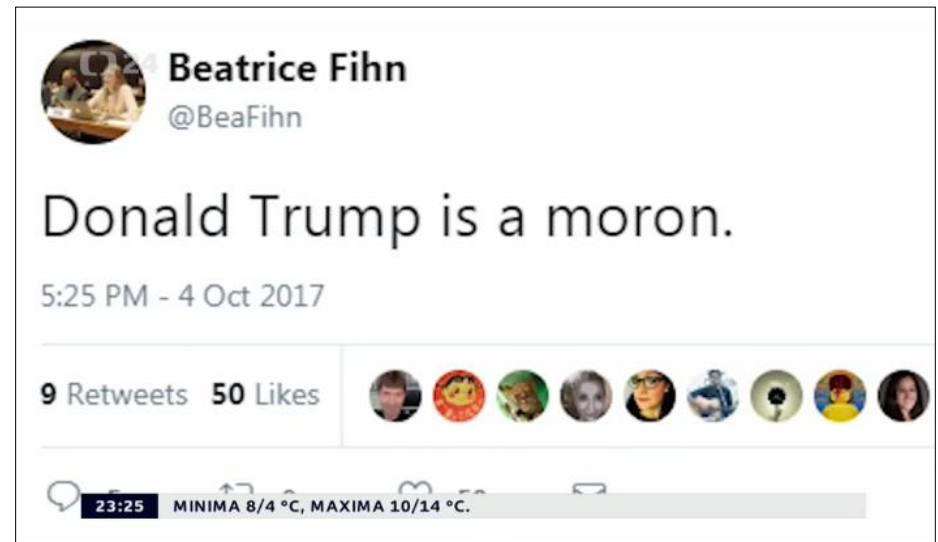 24
Beatrice Fihn
@BeaFihn
Donald Trump is a moron.
5:25 PM - 4 Oct 2017
9 Retweets 50 Likes
23:25 MINIMA 8/4 °C, MAXIMA 10/14 °C.